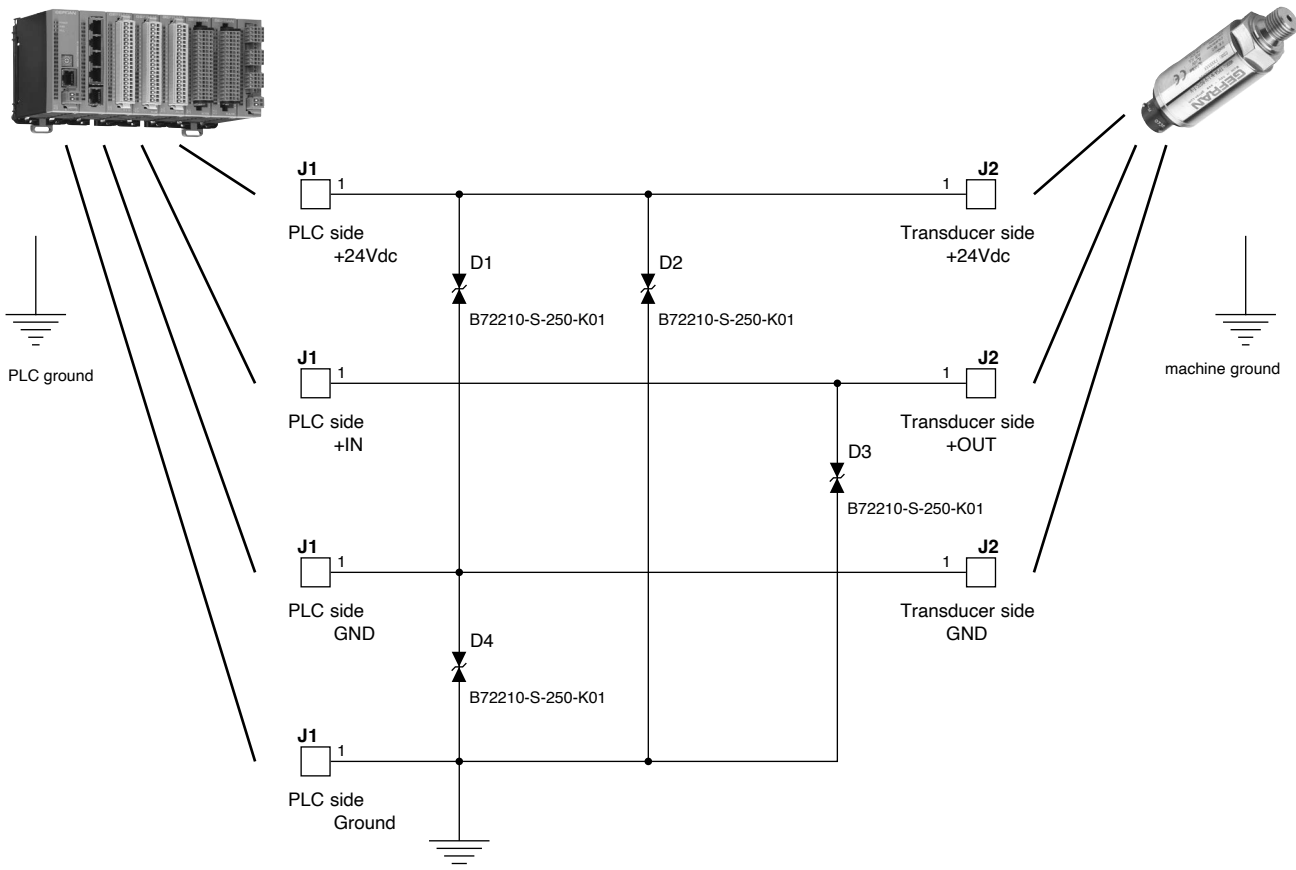 GEFRAN
J1
1
PLC side
+24Vdc
1
J2
Transducer side
+24Vdc
D1
B72210-S-250-K01
D2
B72210-S-250-K01
PLC ground
machine ground
J1
1
PLC side
+IN
1
J2
Transducer side
+OUT
D3
B72210-S-250-K01
J1
1
PLC side
GND
1
J2
Transducer side
GND
D4
B72210-S-250-K01
J1
1
PLC side
Ground